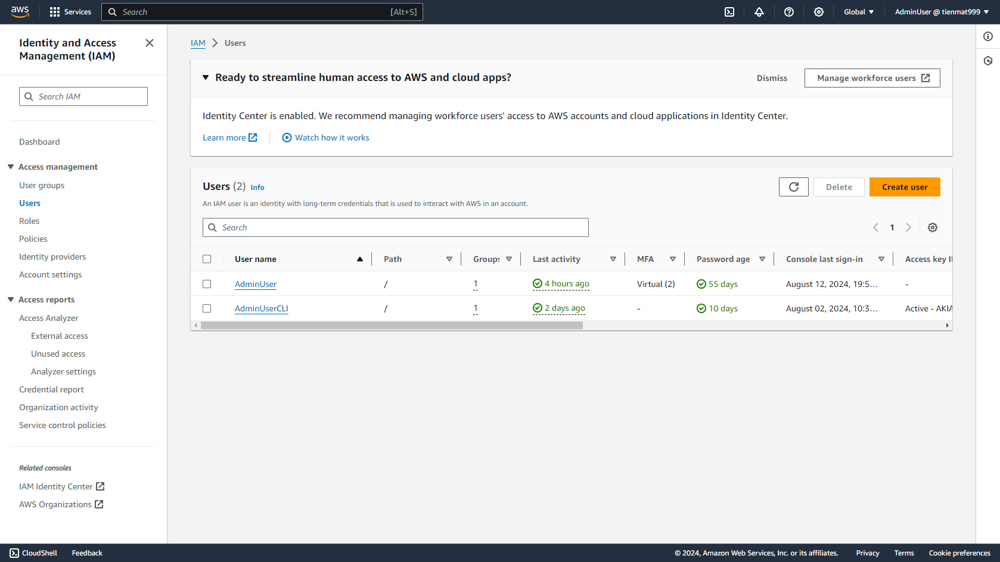 aws
Services
Search
[Alt+S]
Global
AdminUser @ tienmat999
Identity and Access
Management (IAM)
Search IAM
Dashboard
Access management
User groups
Users
Roles
Policies
Identity providers
Account settings
Access reports
Access Analyzer
External access
Unused access
Analyzer settings
Credential report
Organization activity
Service control policies
Related consoles
IAM Identity Center
AWS Organizations
IAM > Users
Ready to streamline human access to AWS and cloud apps?
Dismiss
Manage workforce users
Identity Center is enabled. We recommend managing workforce users' access to AWS accounts and cloud applications in Identity Center.
Learn more
Watch how it works
Users (2) Info
Delete
Create user
An IAM user is an identity with long-term credentials that is used to interact with AWS in an account.
Search
1
User name Path Groups Last activity MFA Password age Console last sign-in Access key
AdminUser / 1 4 hours ago Virtual (2) 55 days August 12, 2024, 19:5... -
AdminUserCLI / 1 2 days ago - 10 days August 02, 2024, 10:3... Active - AKIA
CloudShell
Feedback
© 2024, Amazon Web Services, Inc. or its affiliates.
Privacy
Terms
Cookie preferences